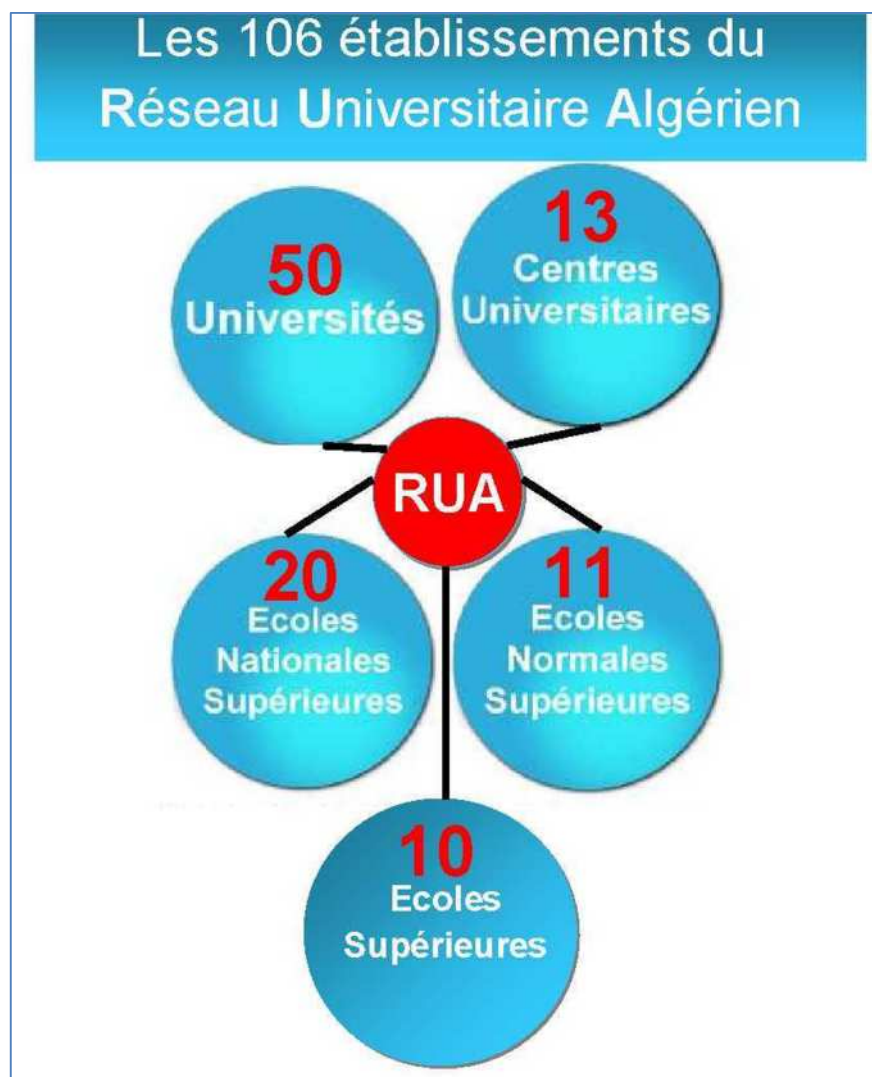 Les 106 établissements du
Réseau Universitaire Algérien
50
Universités
13
Centres
Universitaires
RUA
20
Ecoles
Nationales
Supérieures
11
Ecoles
Normales
Supérieures
10
Ecoles
Supérieures